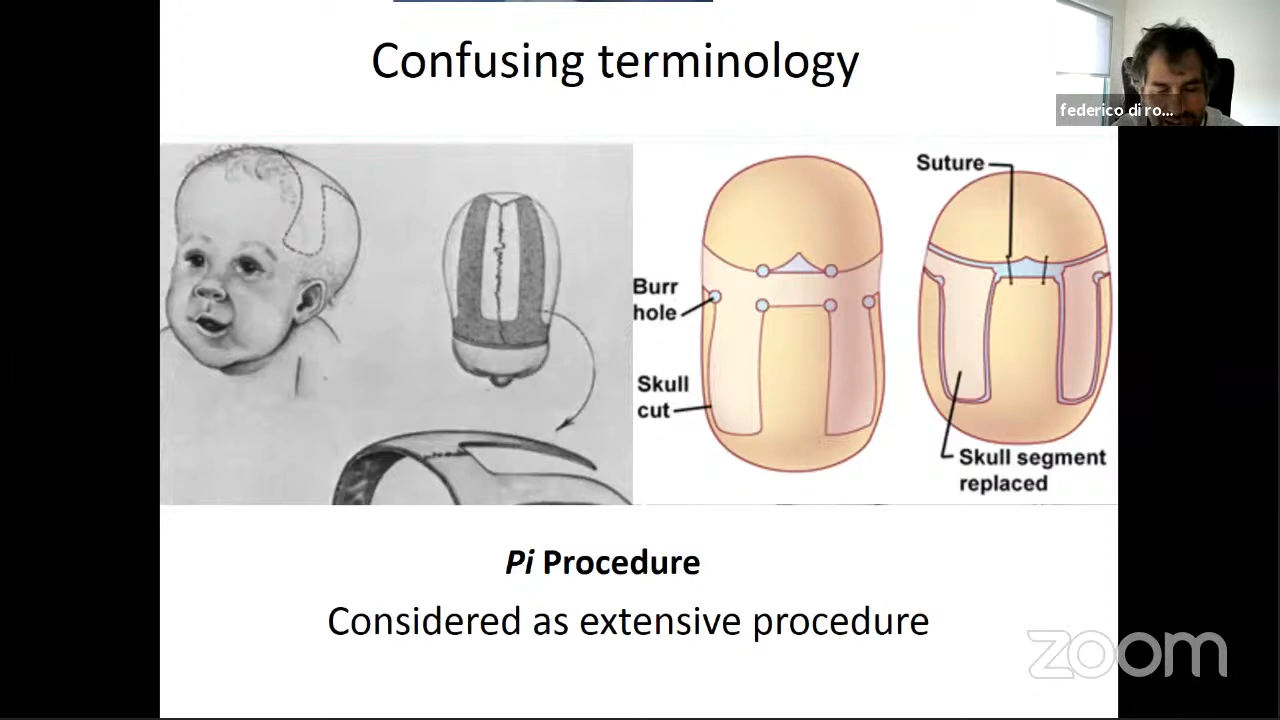 Confusing terminology
federico di ro...
Suture
Burr
hole
Skull
cut
Skull segment
replaced
Pi Procedure
Considered as extensive procedure
zoom